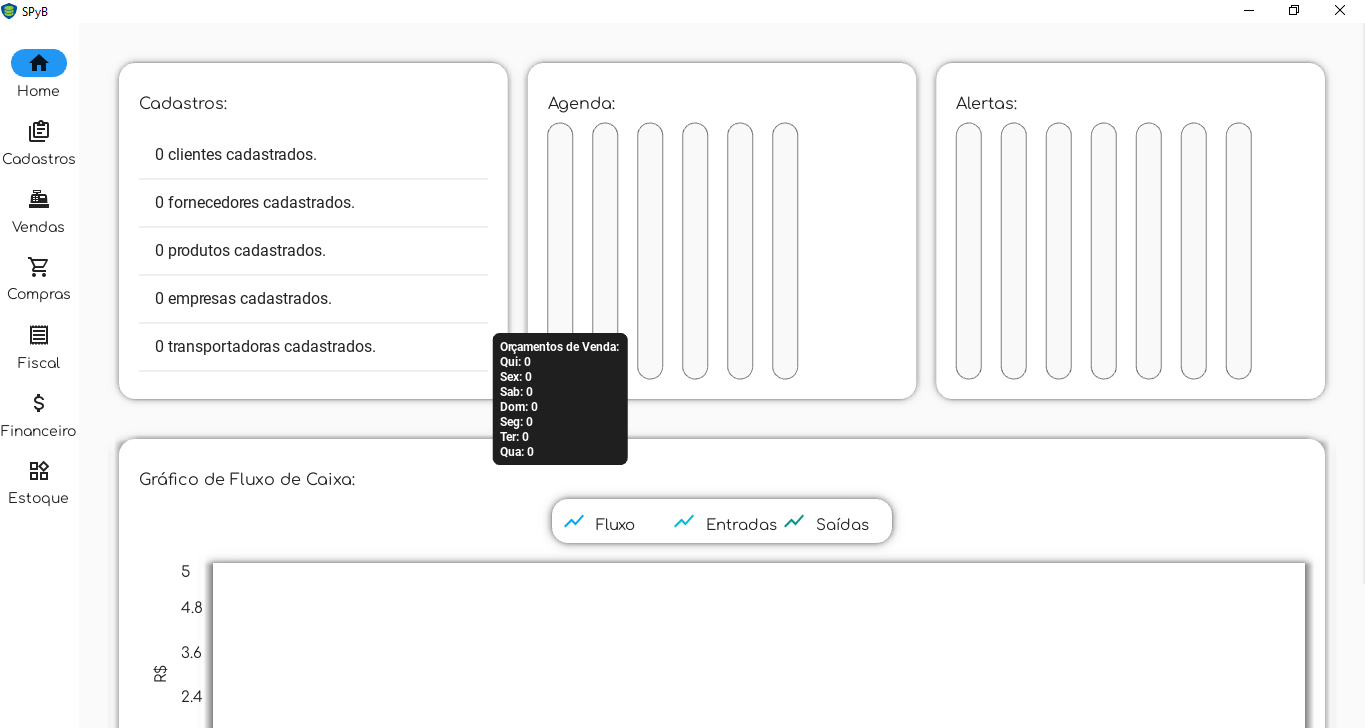 SPyB
Home
Cadastros
Vendas
Compras
Fiscal
Financeiro
Estoque
Cadastros:
0 clientes cadastrados.
0 fornecedores cadastrados.
0 produtos cadastrados.
0 empresas cadastrados.
0 transportadoras cadastrados.
Agenda:
Orçamentos de Venda:
Qui: 0
Sex: 0
Sab: 0
Dom: 0
Seg: 0
Ter: 0
Qua: 0
Alertas:
Gráfico de Fluxo de Caixa:
Fluxo Entradas Saídas
5
4.8
3.6
2.4
R$